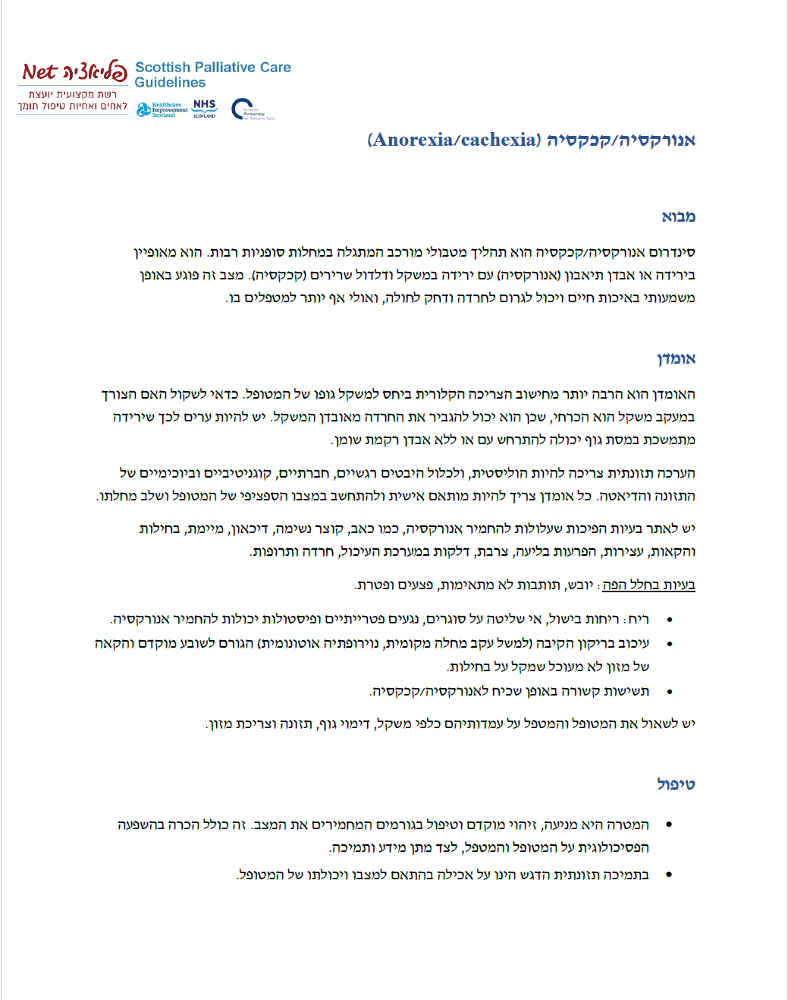 פליאציה Net
רשת מקצועית יועצת
לאחים ואחיות טיפול תומך
Scottish Palliative Care
Guidelines
Healthcare
Improvement
Scotland
NHS
SCOTLAND
Scottish
Partnership
for Palliative Care
אנורקסיה/קכקסיה (Anorexia/cachexia)
מבוא
סינדרום אנורקסיה/קכקסיה הוא תהליך מטבולי מורכב המתגלה במחלות סופניות רבות. הוא מאופיין
בירידה או אבדן תיאבון (אנורקסיה) עם ירידה במשקל ודלדול שרירים (קכקסיה). מצב זה פוגע באופן
משמעותי באיכות חיים ויכול לגרום לחרדה ודחק לחולה, ואולי אף יותר למטפלים בו.
אומדן
האומדן הוא הרבה יותר מחישוב הצריכה הקלורית ביחס למשקל גופו של המטופל. כדאי לשקול האם הצורך
במעקב משקל הוא הכרחי, שכן הוא יכול להגביר את החרדה מאובדן המשקל. יש להיות ערים לכך שירידה
מתמשכת במסת גוף יכולה להתרחש עם או ללא אבדן רקמת שומן.
הערכה תזונתית צריכה להיות הוליסטית, ולכלול היבטים רגשיים, חברתיים, קוגניטיביים וביוכימיים של
התזונה והדיאטה. כל אומדן צריך להיות מותאם אישית ולהתחשב במצבו הספציפי של המטופל ושלב מחלתו.
יש לאתר בעיות הפיכות שעלולות להחמיר אנורקסיה, כמו כאב, קוצר נשימה, דיכאון, מיימת, בחילות
והקאות, עצירות, הפרעות בליעה, צרבת, דלקות במערכת העיכול, חרדה ותרופות.
בעיות בחלל הפה: יובש, תותבות לא מתאימות, פצעים ופטרת.
• ריח: ריחות בישול, אי שליטה על סוגרים, נגעים פטרייתיים ופיסטולות יכולות להחמיר אנורקסיה.
• עיכוב בריקון הקיבה (למשל עקב מחלה מקומית, נוירופתיה אוטונומית) הגורם לשובע מוקדם והקאה
של מזון לא מעוכל שמקל על בחילות.
• תשישות קשורה באופן שכיח לאנורקסיה/קכקסיה.
יש לשאול את המטופל והמטפל על עמדותיהם כלפי משקל, דימוי גוף, תזונה וצריכת מזון.
טיפול
• המטרה היא מניעה, זיהוי מוקדם וטיפול בגורמים המחמירים את המצב. זה כולל הכרה בהשפעה
הפסיכולוגית על המטופל והמטפל, לצד מתן מידע ותמיכה.
• בתמיכה תזונתית הדגש הינו על אכילה בהתאם למצבו ויכולתו של המטופל.